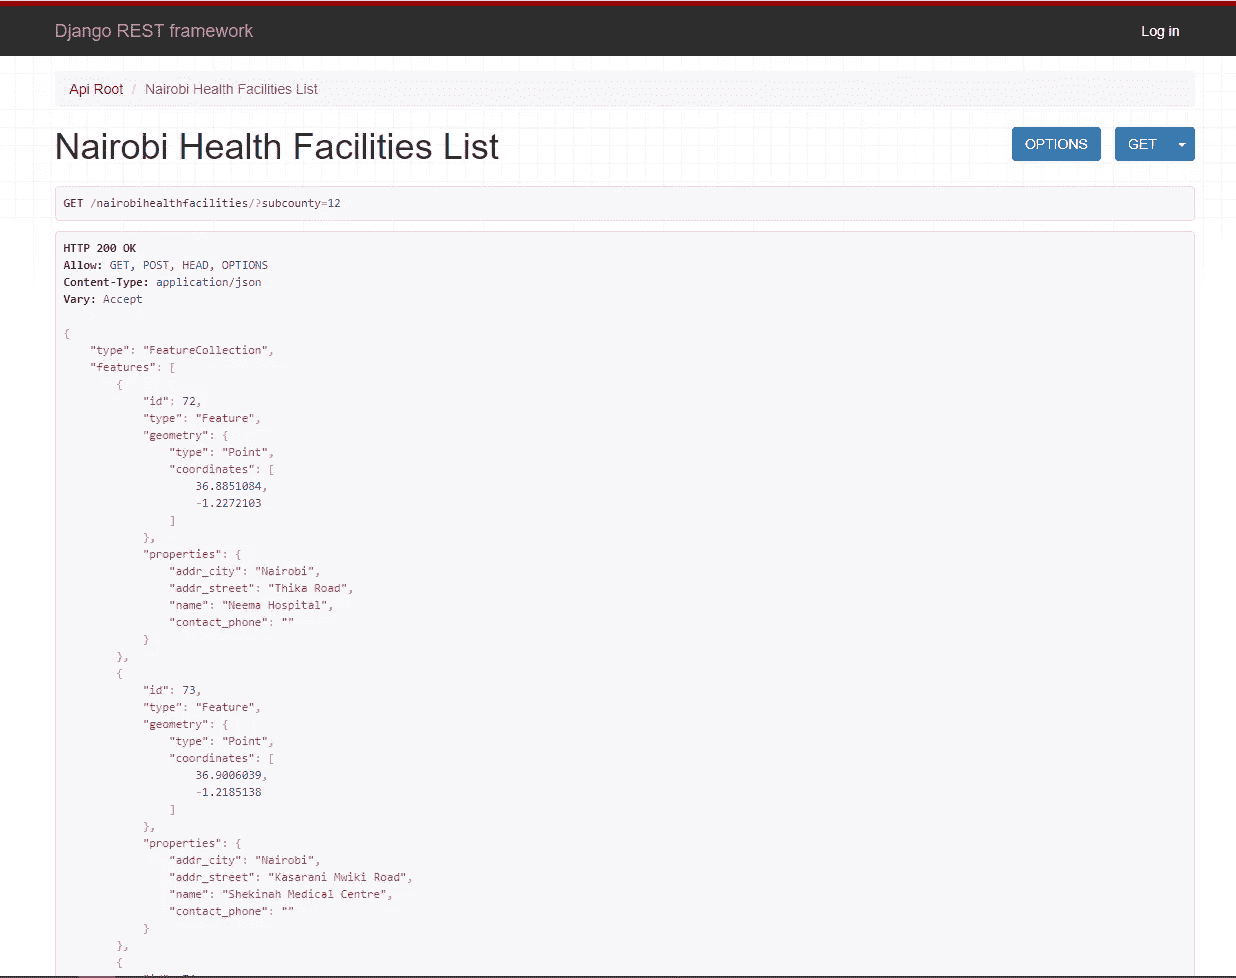 Django REST framework
Log in
Api Root / Nairobi Health Facilities List
Nairobi Health Facilities List
OPTIONS
GET
GET /nairobihealthfacilities/?subcounty=12
HTTP 200 OK
Allow: GET, POST, HEAD, OPTIONS
Content-Type: application/json
Vary: Accept
{
"type": "FeatureCollection",
"features": [
{
"id": 72,
"type": "Feature",
"geometry": {
"type": "Point",
"coordinates": [
36.8851084,
-1.2272103
]
},
"properties": {
"addr_city": "Nairobi",
"addr_street": "Thika Road",
"name": "Neema Hospital",
"contact_phone": ""
}
},
{
"id": 73,
"type": "Feature",
"geometry": {
"type": "Point",
"coordinates": [
36.9006039,
-1.2185138
]
},
"properties": {
"addr_city": "Nairobi",
"addr_street": "Kasarani Mwiki Road",
"name": "Shekinah Medical Centre",
"contact_phone": ""
}
},
{